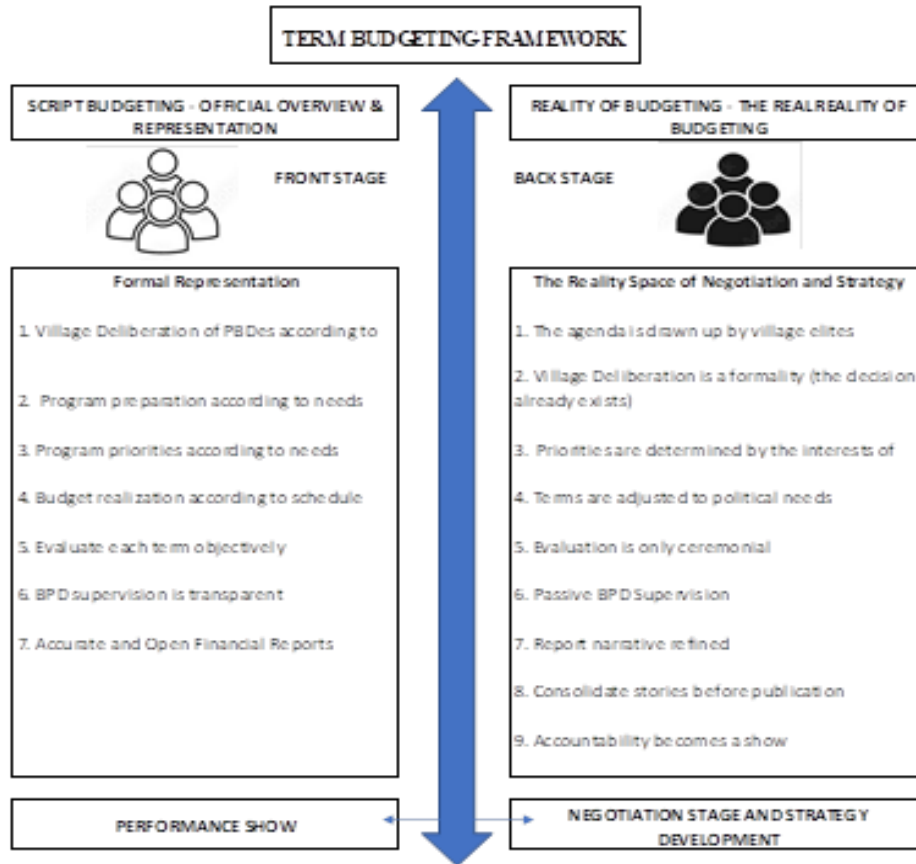 TERM BUDGETING FRAMEWORK
SCRIPT BUDGETING - OFFICIAL OVERVIEW &
REPRESENTATION
FRONT STAGE
Formal Representation
1. Village Deliberation of PBDes according to
2. Program preparation according to needs
3. Program priorities according to needs
4. Budget realization according to schedule
5. Evaluate each term objectively
6. BPD supervision is transparent
7. Accurate and Open Financial Reports
PERFORMANCE SHOW
REALITY OF BUDGETING - THE REAL REALITY OF
BUDGETING
BACK STAGE
The Reality Space of Negotiation and Strategy
1. The agenda is drawn up by village elites
2. Village Deliberation is a formality (the decision
already exists)
3. Priorities are determined by the interests of
4. Terms are adjusted to political needs
5. Evaluation is only ceremonial
6. Passive BPD Supervision
7. Report narrative refined
8. Consolidate stories before publication
9. Accountability becomes a show
NEGOTIATION STAGE AND STRATEGY
DEVELOPMENT